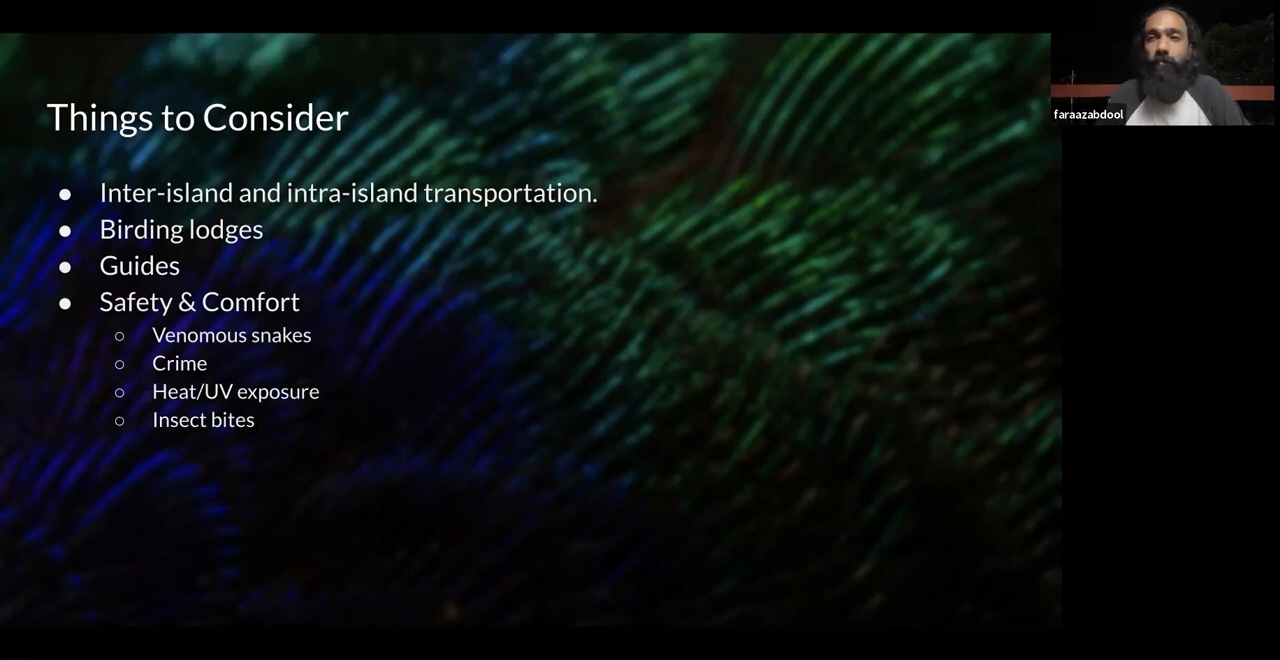 Things to Consider
● Inter-island and intra-island transportation.
● Birding lodges
● Guides
● Safety & Comfort
○ Venomous snakes
○ Crime
○ Heat/UV exposure
○ Insect bites
faraazabdool